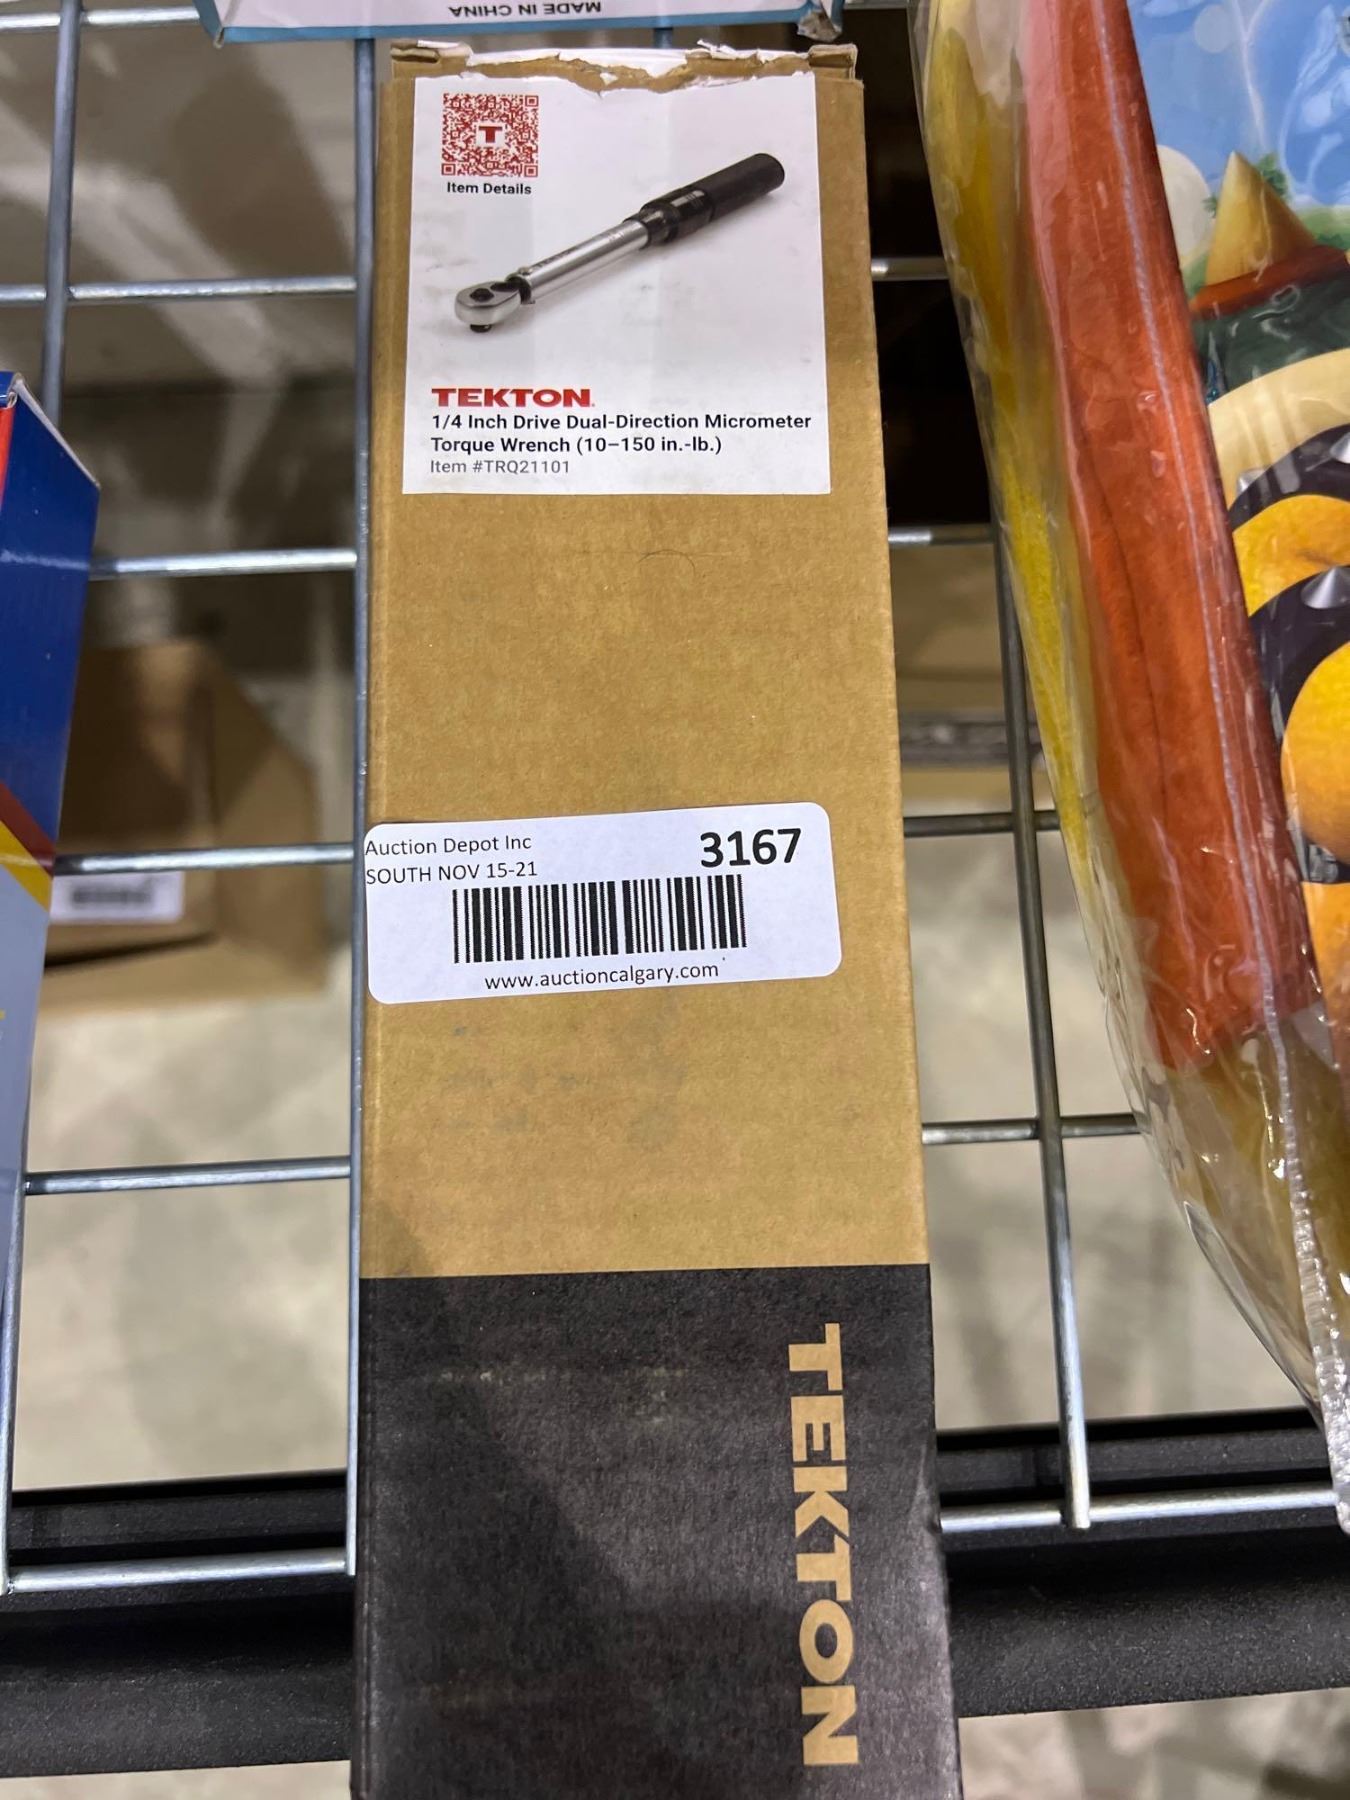 MADE IN CHINA
T
Item Details
TEKTON
1/4 Inch Drive Dual-Direction Micrometer
Torque Wrench (10–150 in.-lb.)
Item #TRQ21101
Auction Depot Inc
3167
SOUTH NOV 15-21
www.auctioncalgary.com
TEKTON